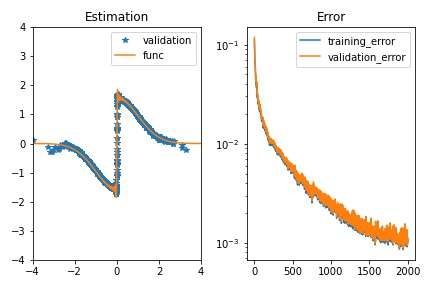 Estimation
validation
func
4
3
2
1
0
−1
−2
−3
−4
−4 −2 0 2 4
Error
training_error
validation_error
10⁻¹
10⁻²
10⁻³
0 500 1000 1500 2000